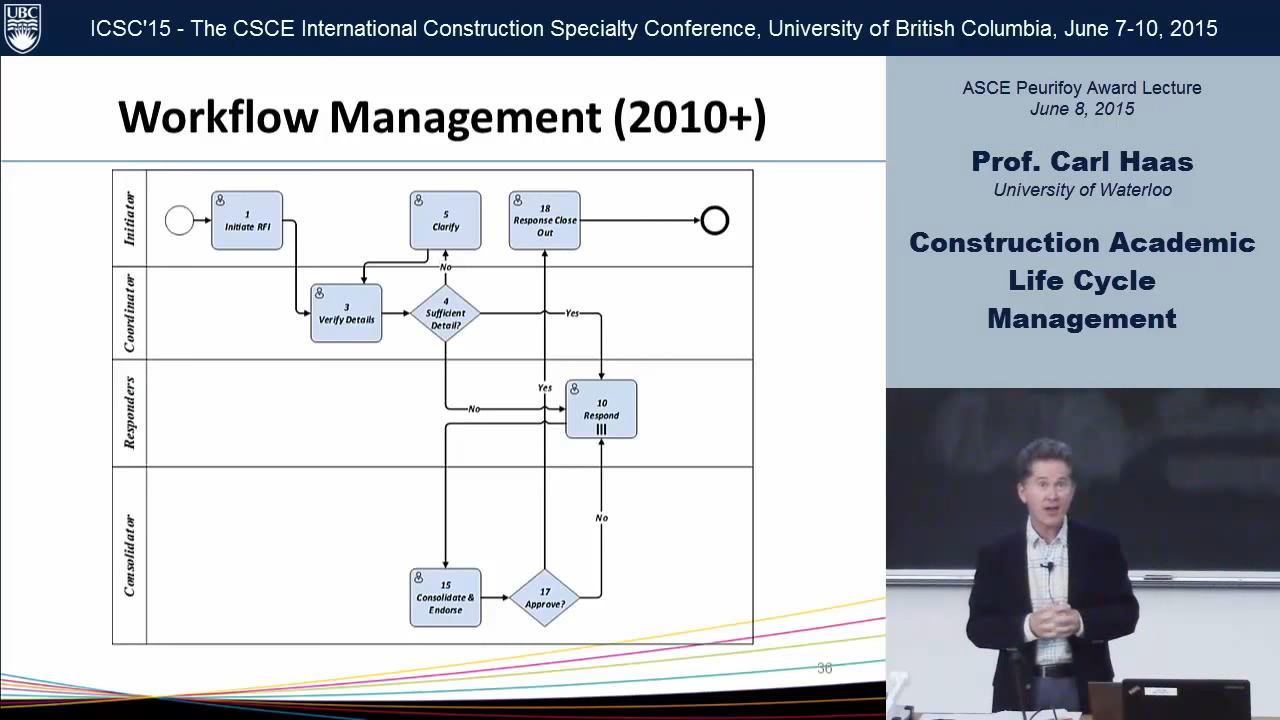 UBC
ICSC'15 - The CSCE International Construction Specialty Conference, University of British Columbia, June 7-10, 2015
Workflow Management (2010+)
ASCE Peurifoy Award Lecture
June 8, 2015
Prof. Carl Haas
University of Waterloo
Construction Academic
Life Cycle
Management
Initiator
1
Initiate RFI
5
Clarify
18
Response Close
Out
No
Coordinator
3
Verify Details
4
Sufficient
Detail?
Yes
Responders
Yes
No
10
Respond
Consolidator
No
15
Consolidate &
Endorse
17
Approve?
36
Haas